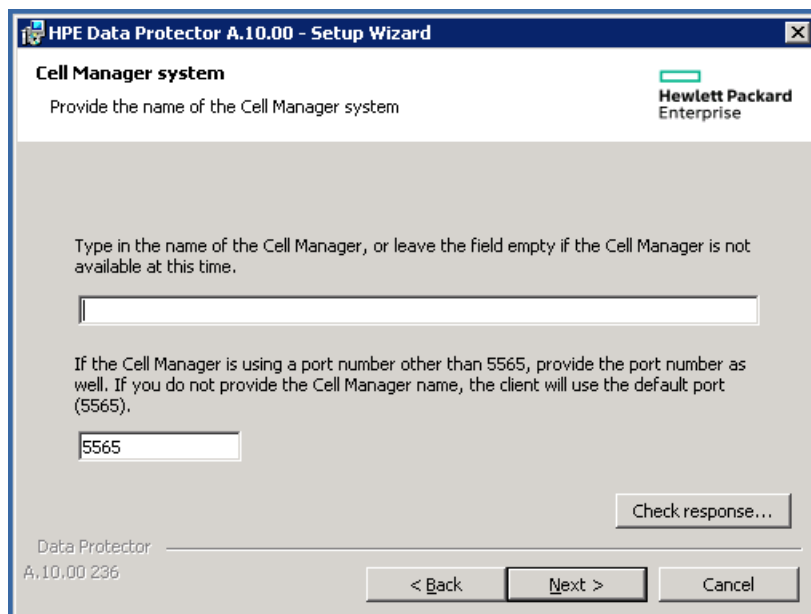 HPE Data Protector A.10.00 - Setup Wizard
Cell Manager system
Provide the name of the Cell Manager system
Hewlett Packard
Enterprise
Type in the name of the Cell Manager, or leave the field empty if the Cell Manager is not
available at this time.
If the Cell Manager is using a port number other than 5565, provide the port number as
well. If you do not provide the Cell Manager name, the client will use the default port
(5565).
5565
Check response...
Data Protector
A.10.00 236
< Back
Next >
Cancel